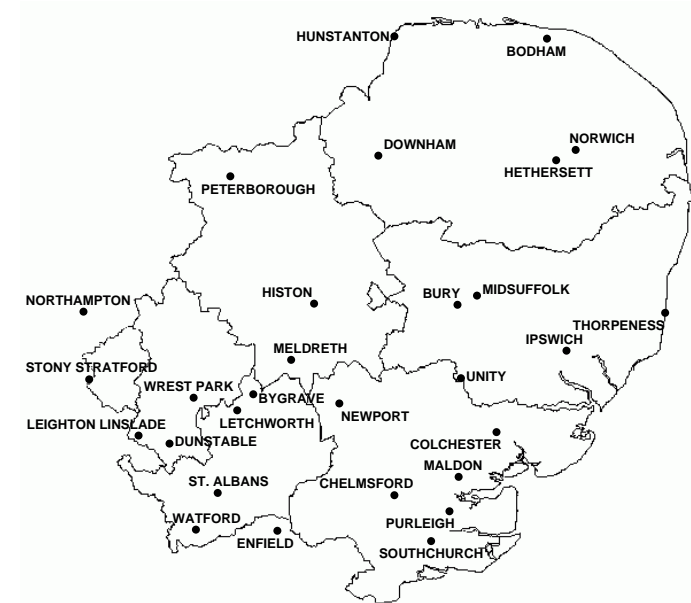 HUNSTANTON
BODHAM
DOWNHAM
NORWICH
HETHERSETT
PETERBOROUGH
HISTON
BURY
MIDSUFFOLK
NORTHAMPTON
THORPENESS
IPSWICH
MELDRETH
STONY STRATFORD
UNITY
WREST PARK
BYGRAVE
NEWPORT
LETCHWORTH
LEIGHTON LINSLADE
DUNSTABLE
COLCHESTER
MALDON
ST. ALBANS
CHELMSFORD
WATFORD
PURLEIGH
ENFIELD
SOUTHCHURCH